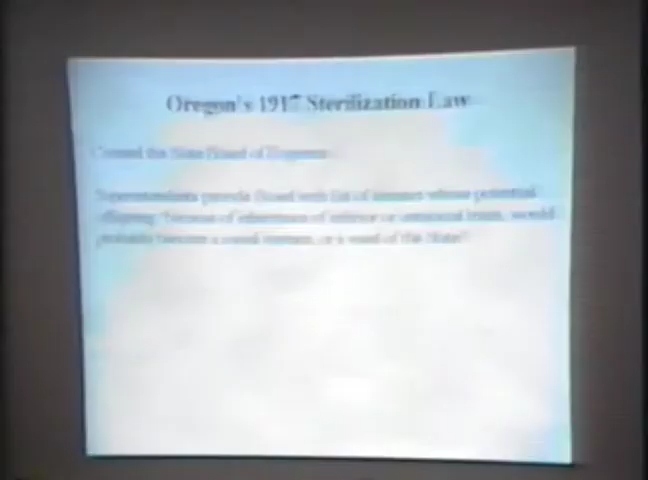 Oregon's 1917 Sterilization Law
Created the State Board of Eugenics
Superintendents provide Board with list of inmates whose potential
offspring "because of inheritance of inferior or antisocial traits, would
probably become a social menace, or a ward of the State"